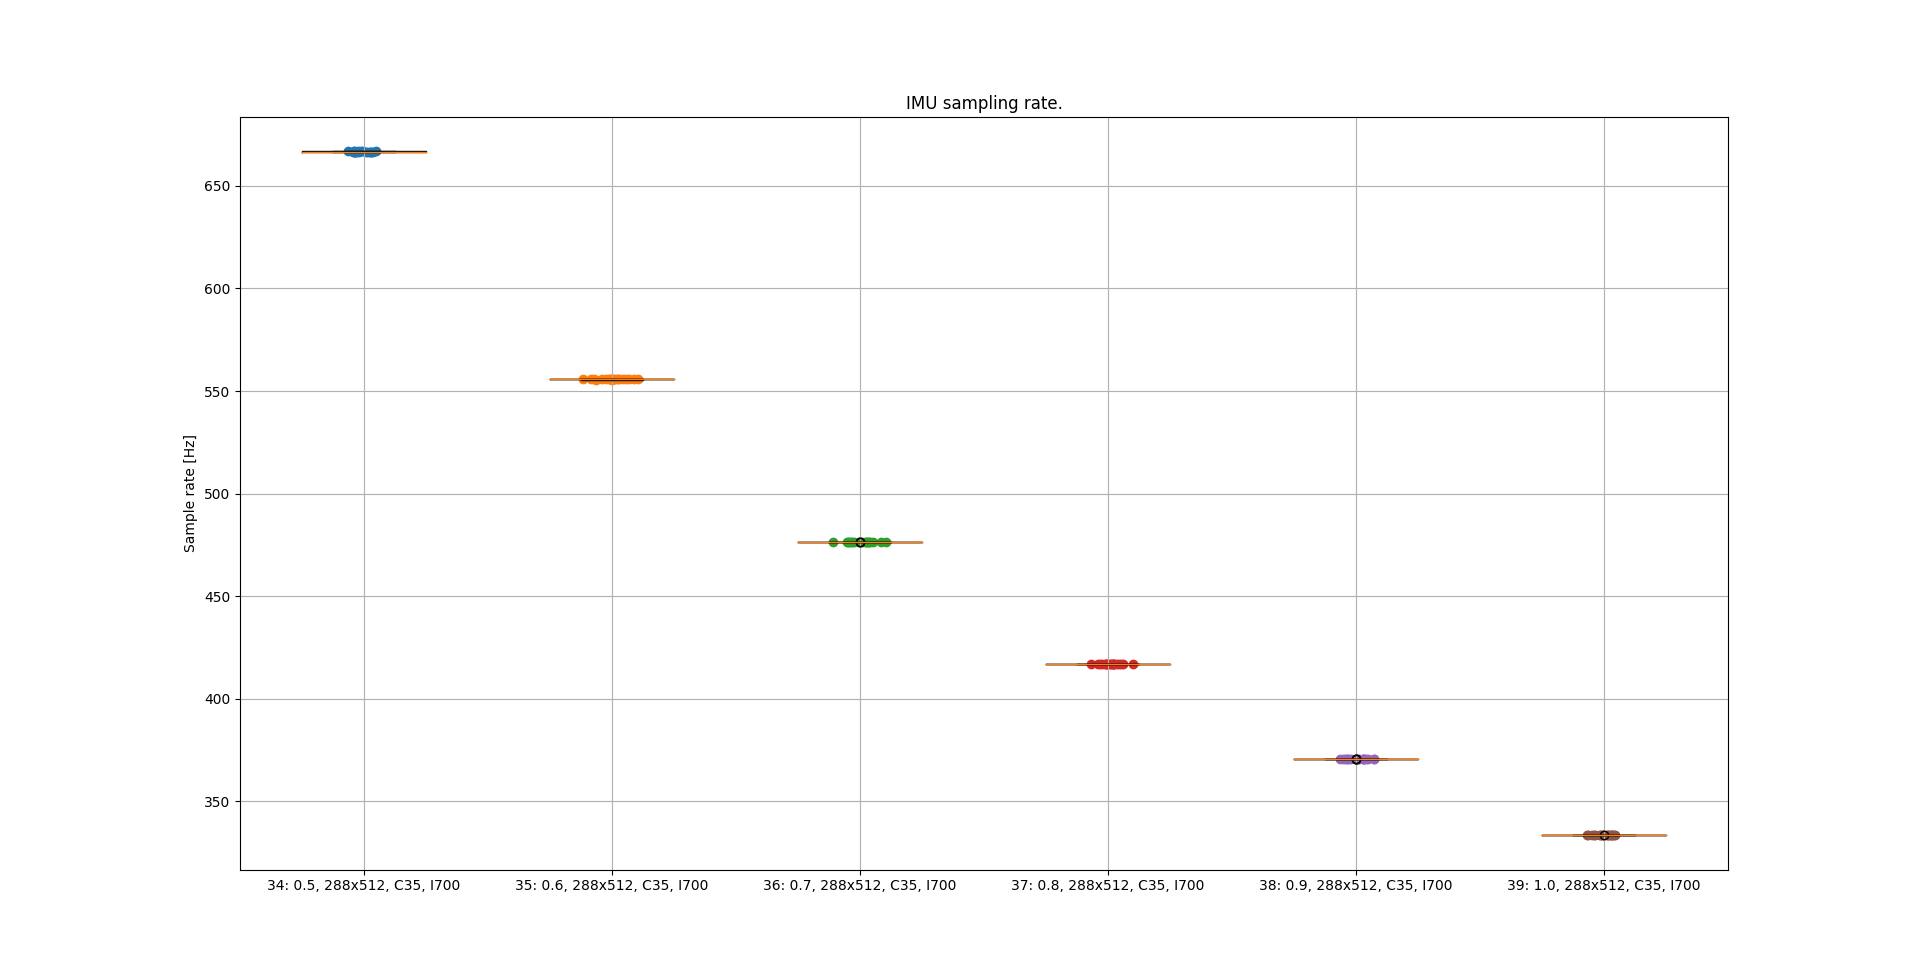 IMU sampling rate.
Sample rate [Hz]
650
600
550
500
450
400
350
34: 0.5, 288x512, C35, I700
35: 0.6, 288x512, C35, I700
36: 0.7, 288x512, C35, I700
37: 0.8, 288x512, C35, I700
38: 0.9, 288x512, C35, I700
39: 1.0, 288x512, C35, I700